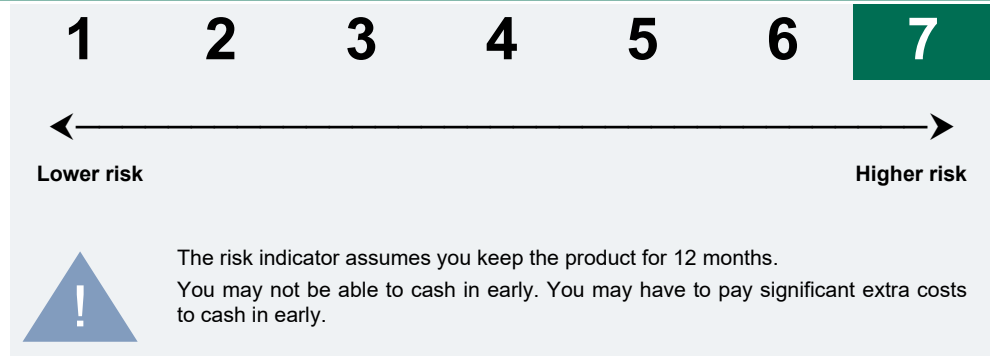 1 2 3 4 5 6 7
Lower risk Higher risk
The risk indicator assumes you keep the product for 12 months.
You may not be able to cash in early. You may have to pay significant extra costs
to cash in early.
!